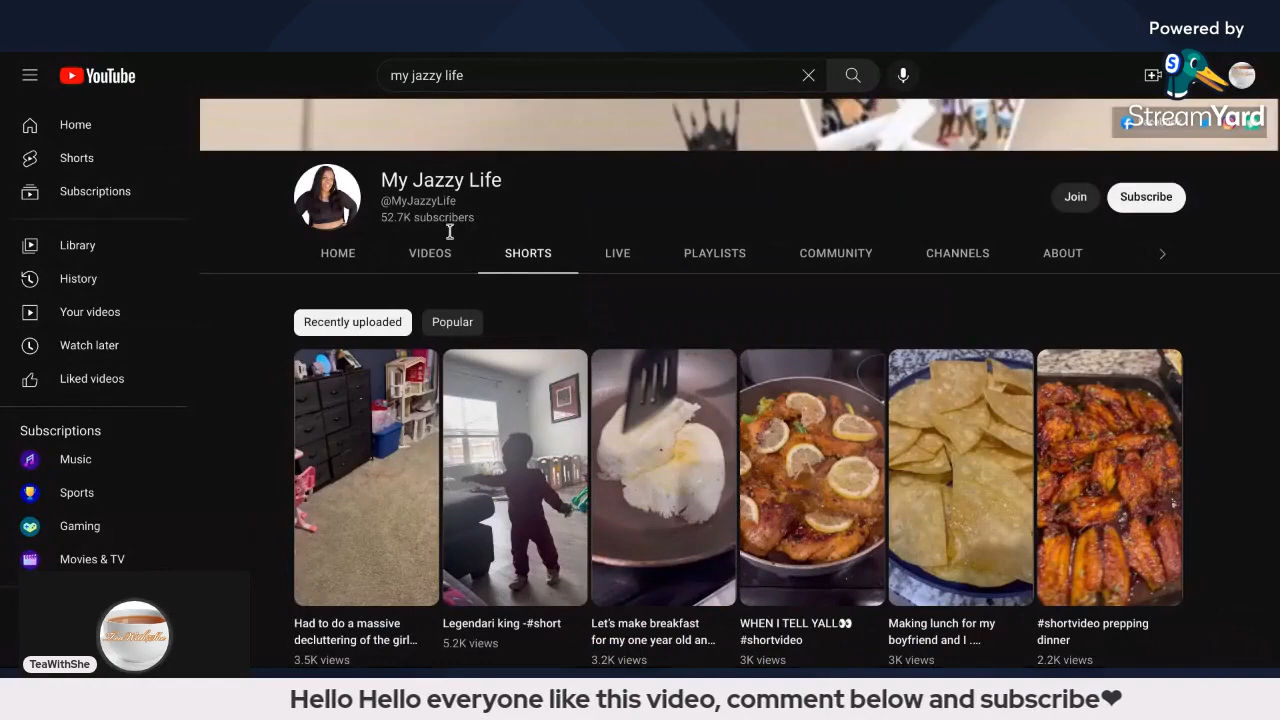 Powered by
StreamYard
YouTube
my jazzy life
Home
Shorts
Subscriptions
Library
History
Your videos
Watch later
Liked videos
Subscriptions
Music
Sports
Gaming
Movies & TV
My Jazzy Life
@MyJazzyLife
52.7K subscribers
Join
Subscribe
HOME
VIDEOS
SHORTS
LIVE
PLAYLISTS
COMMUNITY
CHANNELS
ABOUT
Recently uploaded
Popular
Had to do a massive
decluttering of the girl...
3.5K views
Legendari king -#short
5.2K views
Let's make breakfast
for my one year old an...
3.2K views
WHEN I TELL YALL👀
#shortvideo
3K views
Making lunch for my
boyfriend and I ....
3K views
#shortvideo prepping
dinner
2.2K views
TeaWithShe
TeaWithShe
Hello Hello everyone like this video, comment below and subscribe❤